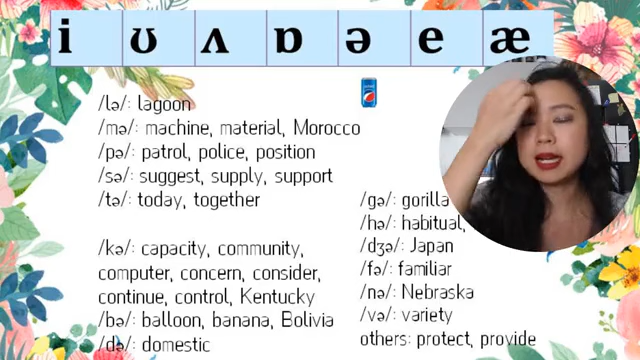 i ʊ ʌ ɒ ə e æ
/lə/: lagoon
/mə/: machine, material, Morocco
/pə/: patrol, police, position
/sə/: suggest, supply, support
/tə/: today, together
/kə/: capacity, community,
computer, concern, consider,
continue, control, Kentucky
/bə/: balloon, banana, Bolivia
/də/: domestic
/gə/: gorilla
/hə/: habitual,
/dʒə/: Japan
/fə/: familiar
/nə/: Nebraska
/və/: variety
others: protect, provide